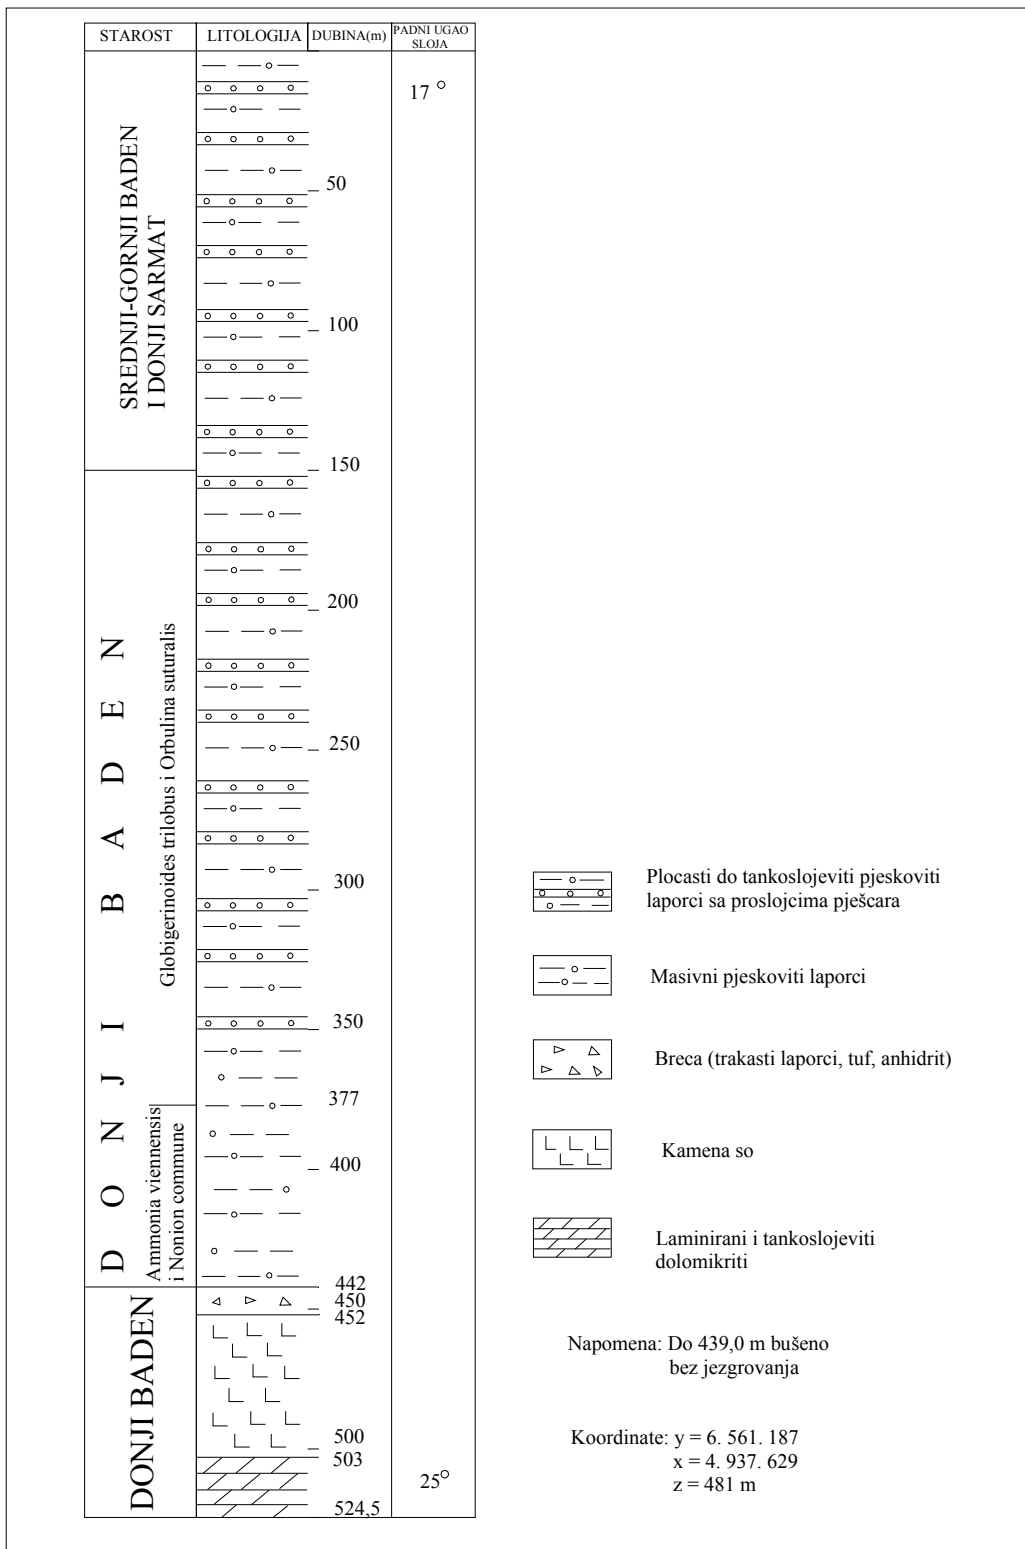 STAROST
LITOLOGIJA
DUBINA(m)
PADNI UGAO
SLOJA
17 °
SREDNJI-GORNJI BADEN
I DONJI SARMAT
50
100
150
DONJI BADEN
Globigerinoides trilobus i Orbulina suturalis
200
250
300
350
377
Ammonia viennensis
i Nonion commune
400
442
DONJI BADEN
450
452
500
503
25°
524,5
Plocasti do tankoslojeviti pjeskoviti
laporci sa proslojcima pješcara
Masivni pjeskoviti laporci
Breca (trakasti laporci, tuf, anhidrit)
Kamena so
Laminirani i tankoslojeviti
dolomikriti
Napomena: Do 439,0 m bušeno
bez jezgrovanja
Koordinate: y = 6. 561. 187
x = 4. 937. 629
z = 481 m